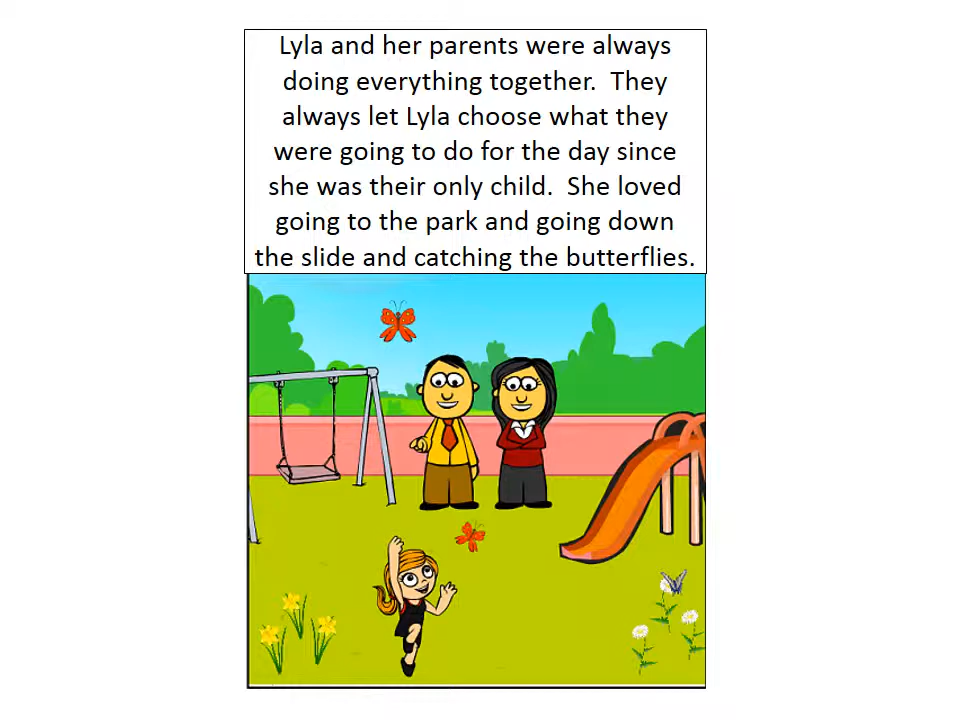 Lyla and her parents were always
doing everything together.  They
always let Lyla choose what they
were going to do for the day since
she was their only child.  She loved
going to the park and going down
the slide and catching the butterflies.